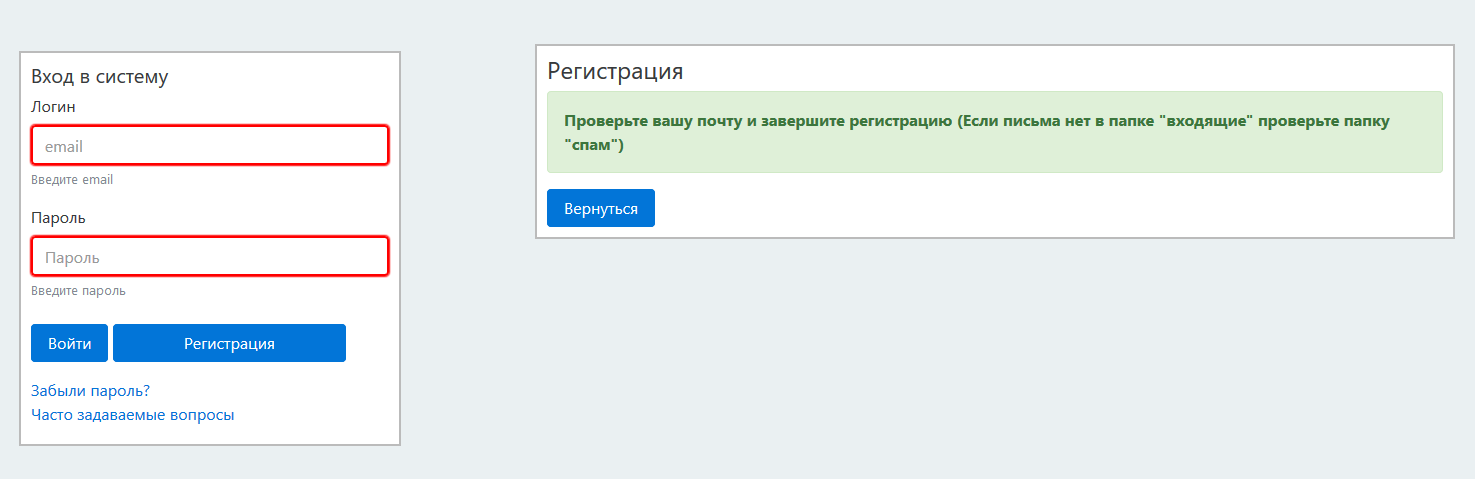 Вход в систему
Логин
email
Введите email
Пароль
Пароль
Введите пароль
Войти
Регистрация
Забыли пароль?
Часто задаваемые вопросы
Регистрация
Проверьте вашу почту и завершите регистрацию (Если письма нет в папке "входящие" проверьте папку
"спам")
Вернуться